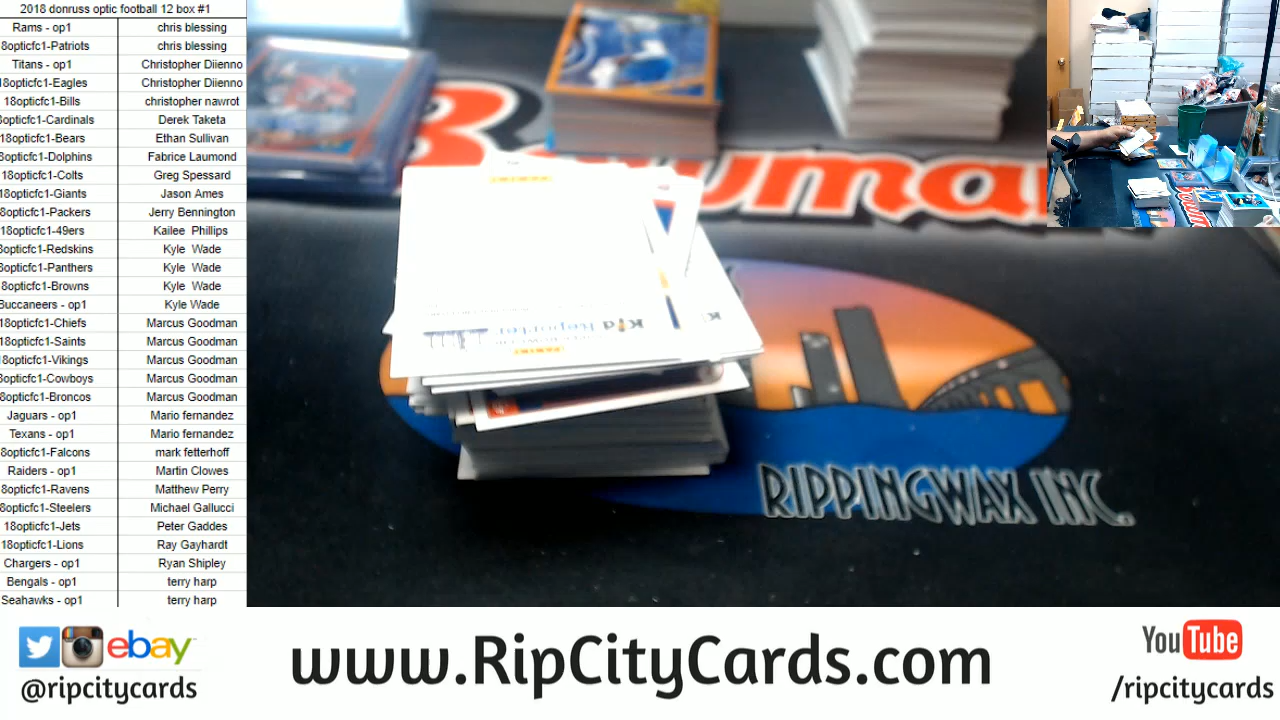 2018 donruss optic football 12 box #1
Rams - op1 chris blessing
8opticfc1-Patriots chris blessing
Titans - op1 Christopher Diienno
8opticfc1-Eagles Christopher Diienno
18opticfc1-Bills christopher nawrot
8opticfc1-Cardinals Derek Taketa
18opticfc1-Bears Ethan Sullivan
8opticfc1-Dolphins Fabrice Laumond
18opticfc1-Colts Greg Spessard
18opticfc1-Giants Jason Ames
8opticfc1-Packers Jerry Bennington
18opticfc1-49ers Kailee Phillips
8opticfc1-Redskins Kyle Wade
8opticfc1-Panthers Kyle Wade
8opticfc1-Browns Kyle Wade
Buccaneers - op1 Kyle Wade
18opticfc1-Chiefs Marcus Goodman
18opticfc1-Saints Marcus Goodman
8opticfc1-Vikings Marcus Goodman
8opticfc1-Cowboys Marcus Goodman
8opticfc1-Broncos Marcus Goodman
Jaguars - op1 Mario fernandez
Texans - op1 Mario fernandez
8opticfc1-Falcons mark fetterhoff
Raiders - op1 Martin Clowes
8opticfc1-Ravens Matthew Perry
8opticfc1-Steelers Michael Gallucci
18opticfc1-Jets Peter Gaddes
18opticfc1-Lions Ray Gayhardt
Chargers - op1 Ryan Shipley
Bengals - op1 terry harp
Seahawks - op1 terry harp
Bowma
Kid Reporter
PANINI
RIPPINGWAX INC.
ebay
@ripcitycards
www.RipCityCards.com
YouTube
/ripcitycards